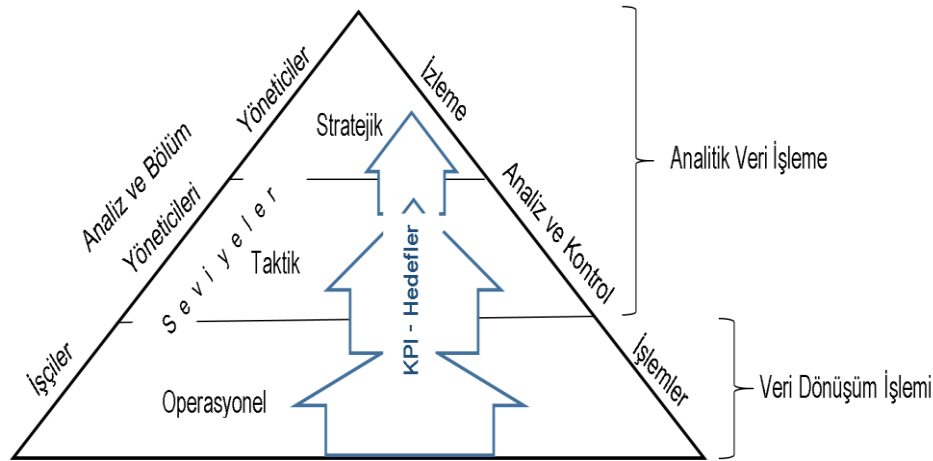 Yöneticiler
İzleme
Stratejik
Analiz ve Bölüm
Yöneticileri
Analiz ve Kontrol
Analitik Veri İşleme
Seviyeler
Taktik
KPI - Hedefler
İşçiler
İşlemler
Operasyonel
Veri Dönüşüm İşlemi